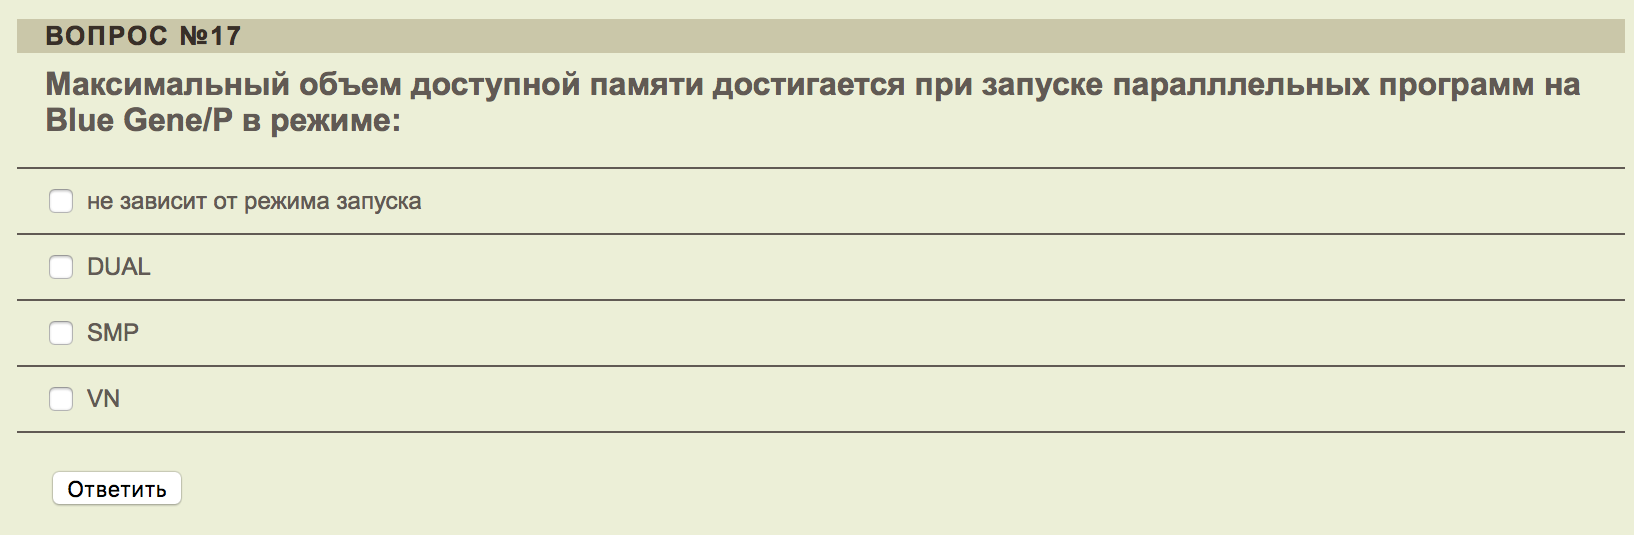 ВОПРОС №17
Максимальный объем доступной памяти достигается при запуске паралллельных программ на
Blue Gene/P в режиме:
не зависит от режима запуска
DUAL
SMP
VN
Ответить